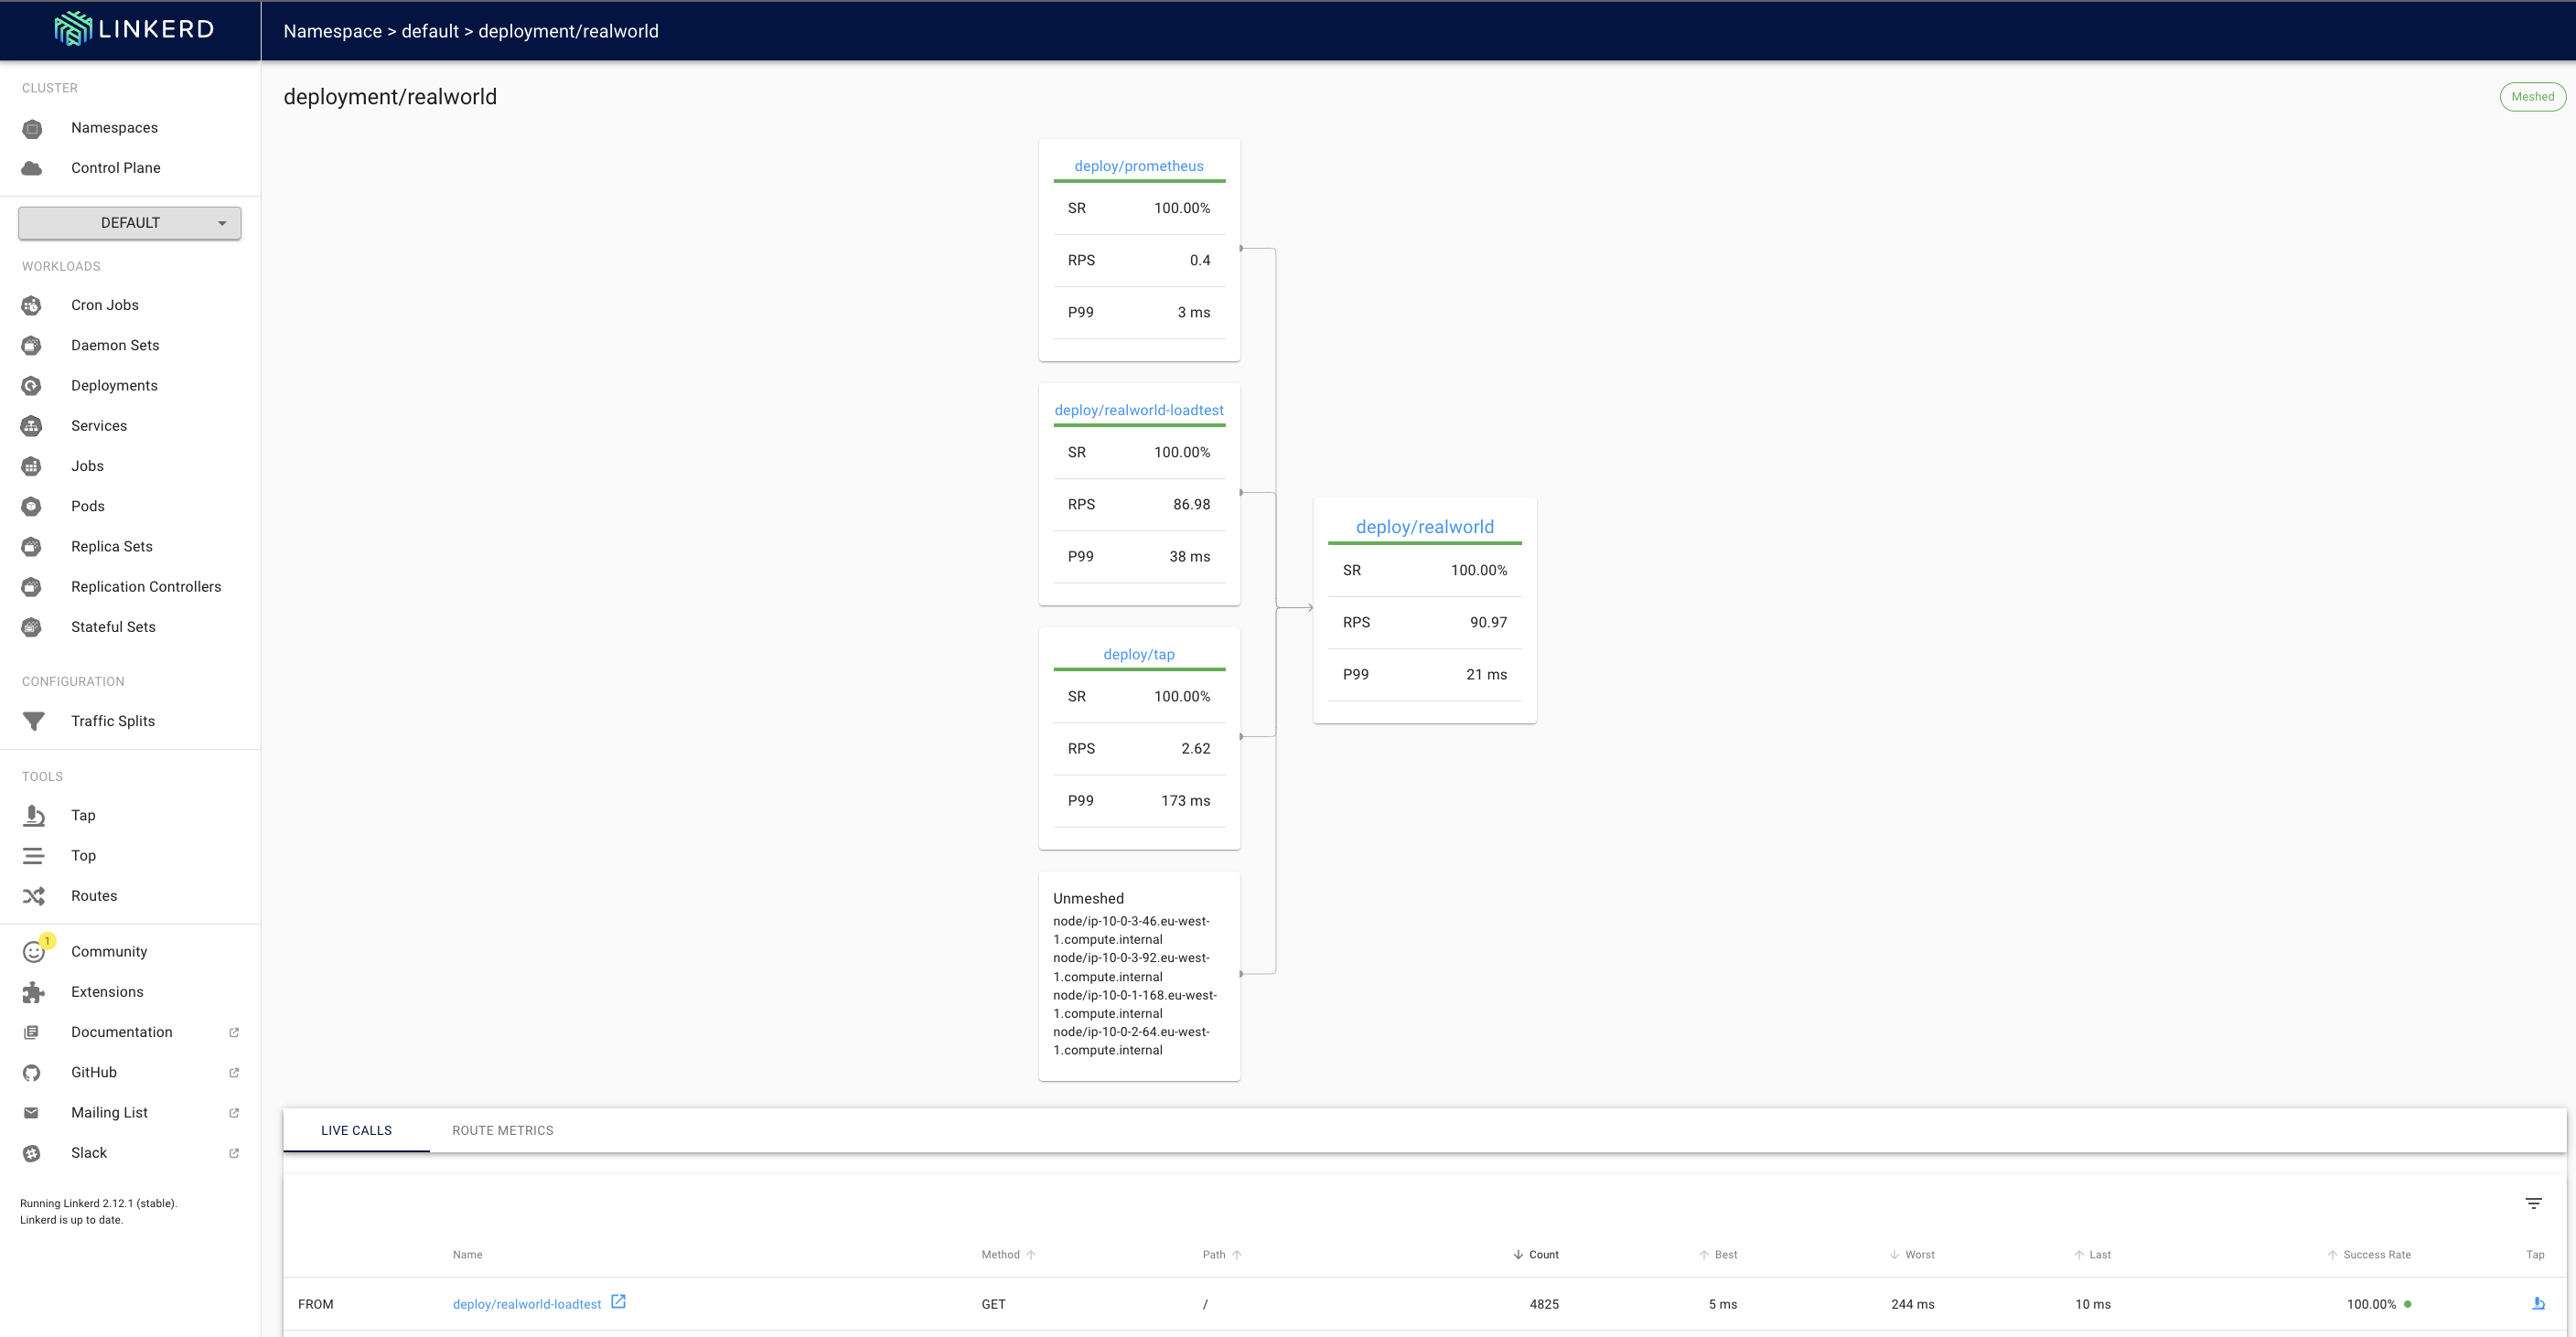 LINKERD
Namespace > default > deployment/realworld
CLUSTER
Namespaces
Control Plane
DEFAULT
WORKLOADS
Cron Jobs
Daemon Sets
Deployments
Services
Jobs
Pods
Replica Sets
Replication Controllers
Stateful Sets
CONFIGURATION
Traffic Splits
TOOLS
Tap
Top
Routes
1
Community
Extensions
Documentation
GitHub
Mailing List
Slack
Running Linkerd 2.12.1 (stable).
Linkerd is up to date.
deployment/realworld
Meshed
deploy/prometheus
SR 100.00%
RPS 0.4
P99 3 ms
deploy/realworld-loadtest
SR 100.00%
RPS 86.98
P99 38 ms
deploy/tap
SR 100.00%
RPS 2.62
P99 173 ms
Unmeshed
node/ip-10-0-3-46.eu-west-
1.compute.internal
node/ip-10-0-3-92.eu-west-
1.compute.internal
node/ip-10-0-1-168.eu-west-
1.compute.internal
node/ip-10-0-2-64.eu-west-
1.compute.internal
deploy/realworld
SR 100.00%
RPS 90.97
P99 21 ms
LIVE CALLS ROUTE METRICS
Name Method Path Count Best Worst Last Success Rate Tap
FROM deploy/realworld-loadtest GET / 4825 5 ms 244 ms 10 ms 100.00%